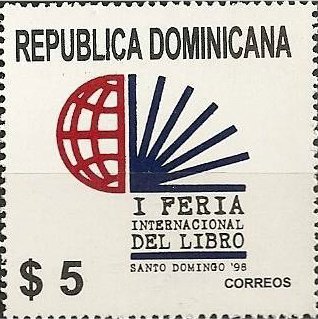 REPUBLICA DOMINICANA
I FERIA
INTERNACIONAL
DEL LIBRO
SANTO DOMINGO '98
$ 5
CORREOS